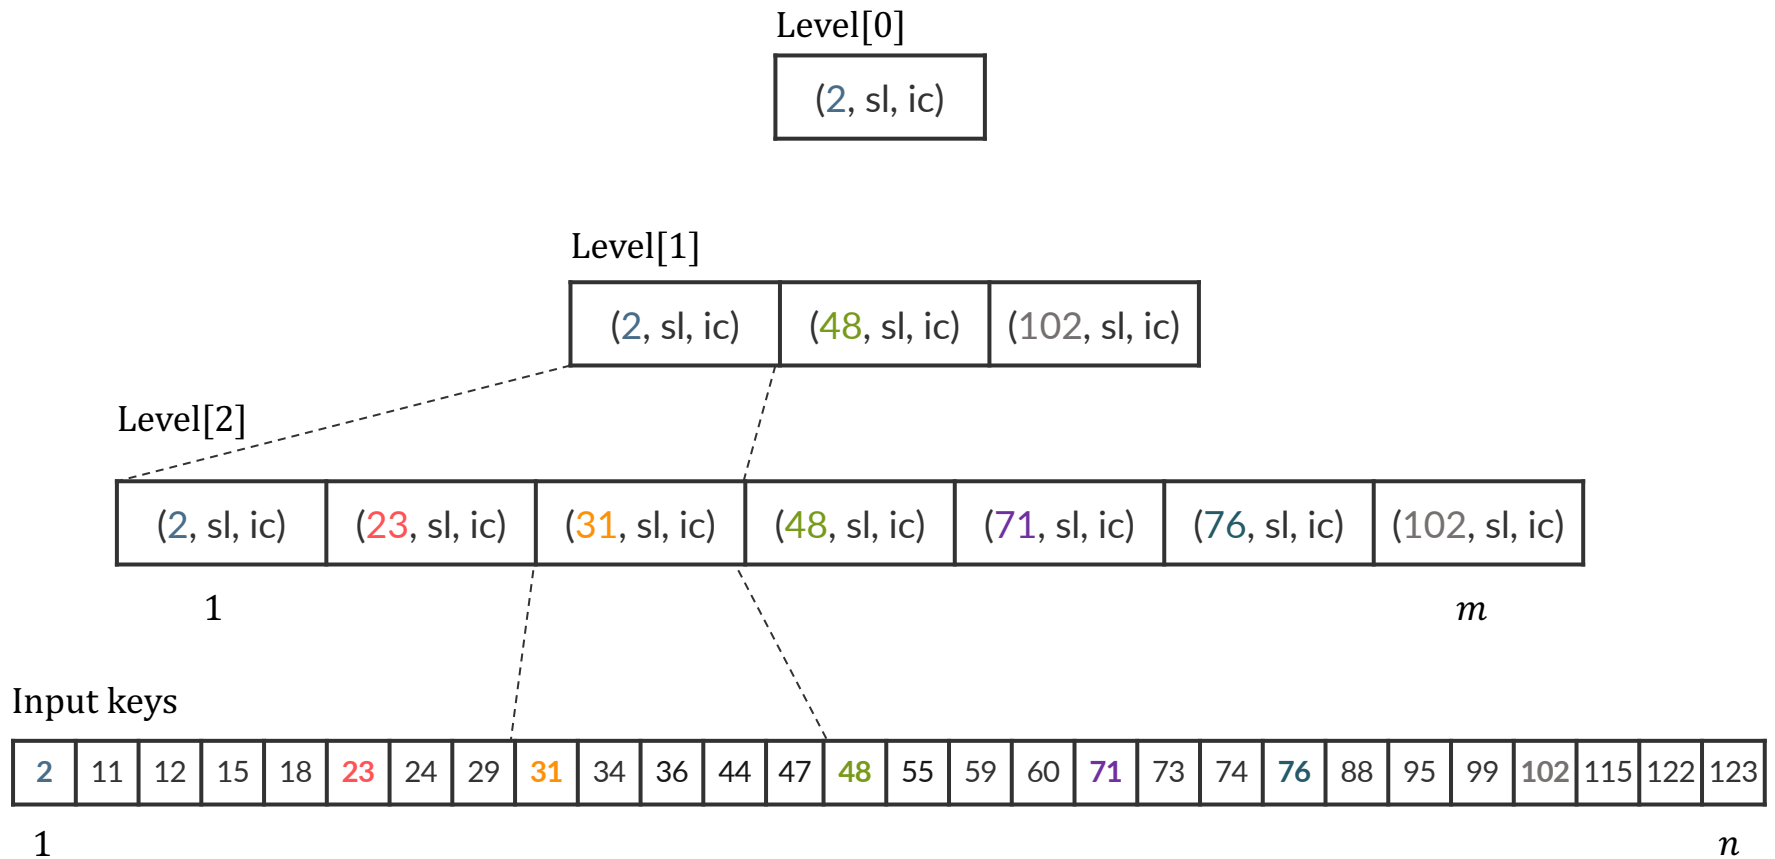 Level[0]
(2, sl, ic)
Level[1]
(2, sl, ic) (48, sl, ic) (102, sl, ic)
Level[2]
(2, sl, ic) (23, sl, ic) (31, sl, ic) (48, sl, ic) (71, sl, ic) (76, sl, ic) (102, sl, ic)
1 m
Input keys
2 11 12 15 18 23 24 29 31 34 36 44 47 48 55 59 60 71 73 74 76 88 95 99 102 115 122 123
1 n